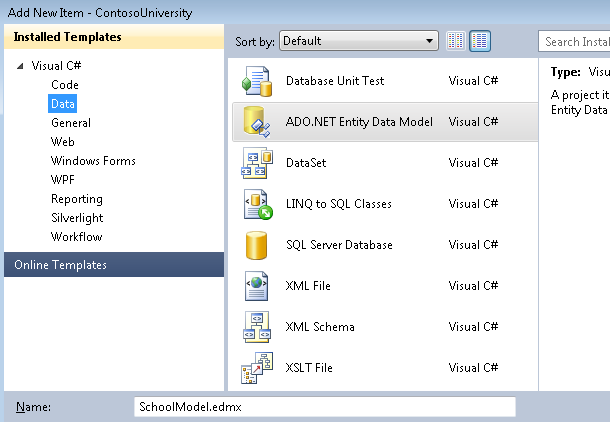 Add New Item - ContosoUniversity
Installed Templates
Visual C#
Code
Data
General
Web
Windows Forms
WPF
Reporting
Silverlight
Workflow
Online Templates
Sort by: Default
Search Instal
Database Unit Test Visual C#
ADO.NET Entity Data Model Visual C#
DataSet Visual C#
LINQ to SQL Classes Visual C#
SQL Server Database Visual C#
XML File Visual C#
XML Schema Visual C#
XSLT File Visual C#
Type: Visu
A project it
Entity Data
Name: SchoolModel.edmx